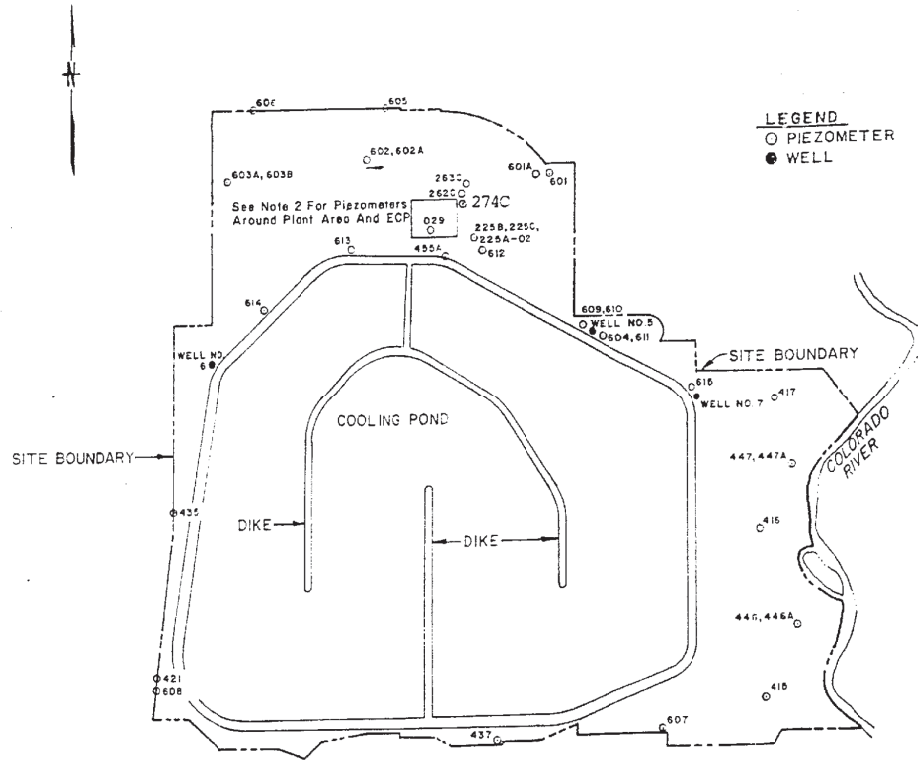 N
606
605
LEGEND
PIEZOMETER
WELL
602, 602A
603A, 603B
263C
262C
274C
601A
601
See Note 2 For Piezometers
Around Plant Area And ECP
029
225B, 225C,
225A-02
612
613
455A
614
609,610
WELL NO.5
604,611
WELL NO.
6
SITE BOUNDARY
616
WELL NO. 7
417
COOLING POND
COLORADO
RIVER
SITE BOUNDARY
447, 447A
435
DIKE
DIKE
415
446, 446A
421
608
418
607
437